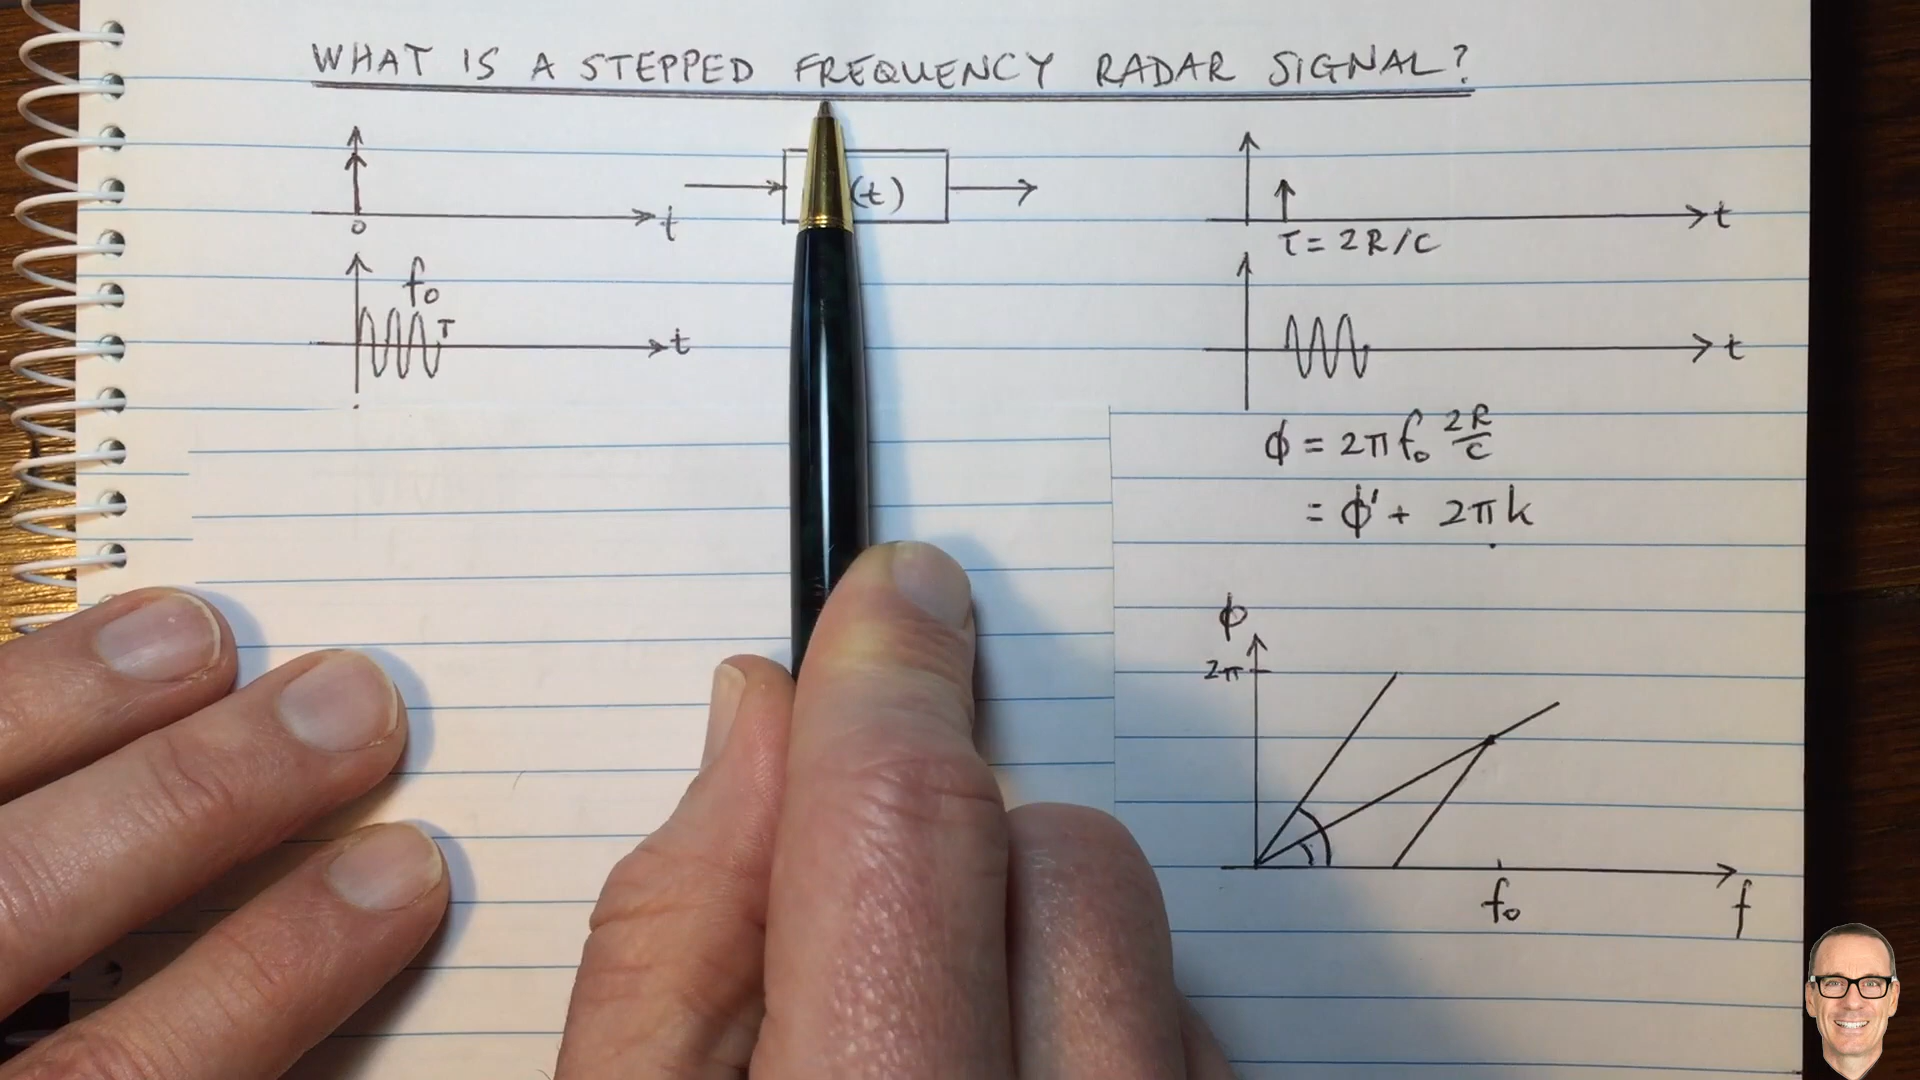 WHAT IS A STEPPED FREQUENCY RADAR SIGNAL?
(t)
0
t
t
τ = 2R/C
f₀
T
t
t
ϕ = 2π f₀ 2R/c
= ϕ' + 2πk
ϕ
2π
f₀
f